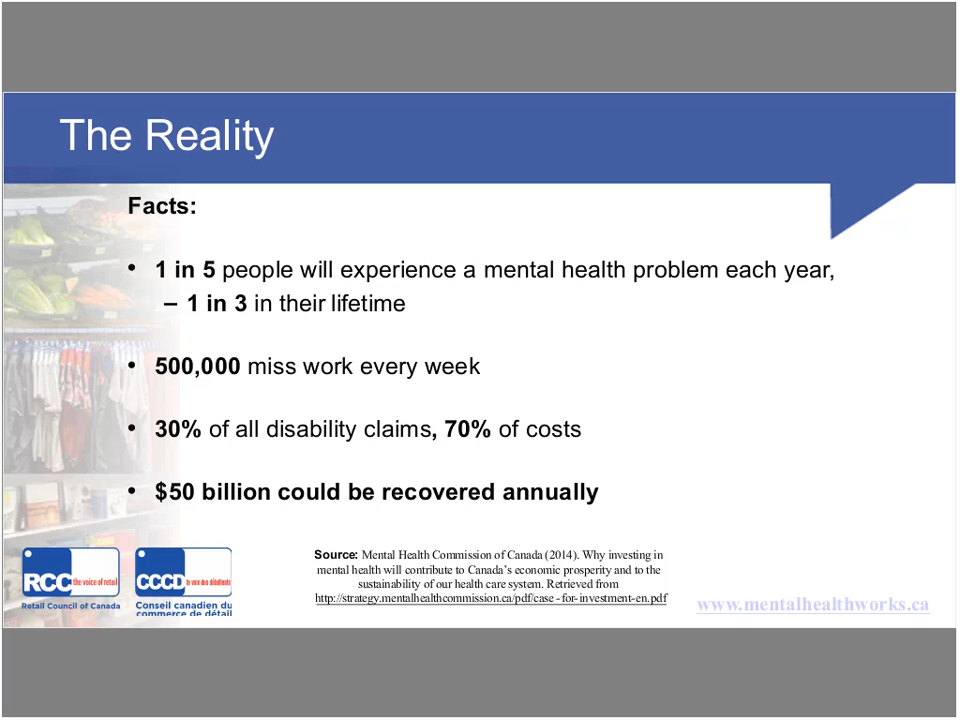 The Reality
Facts:
• 1 in 5 people will experience a mental health problem each year,
– 1 in 3 in their lifetime
• 500,000 miss work every week
• 30% of all disability claims, 70% of costs
• $50 billion could be recovered annually
RCC the voice of retail
Retail Council of Canada
CCCD la voix des détaillants
Conseil canadien du
commerce de détail
Source: Mental Health Commission of Canada (2014). Why investing in
mental health will contribute to Canada's economic prosperity and to the
sustainability of our health care system. Retrieved from
http://strategy.mentalhealthcommission.ca/pdf/case-for-investment-en.pdf
www.mentalhealthworks.ca